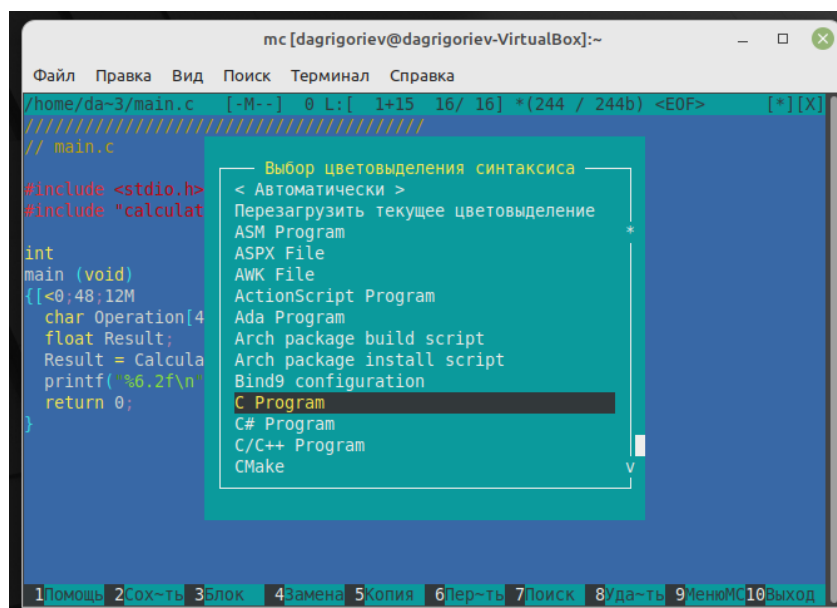 mc [dagrigoriev@dagrigoriev-VirtualBox]:~
Файл Правка Вид Поиск Терминал Справка
/home/da~3/main.c [-M--] 0 L:[ 1+15 16/ 16] *(244 / 244b) <EOF> [*][X]
////////////////////////////////////////
// main.c
#include <stdio.h>
#include "calculat
int
main (void)
{[<0;48;12M
char Operation[4
float Result;
Result = Calcula
printf("%6.2f\n"
return 0;
}
Выбор цветовыделения синтаксиса
< Автоматически >
Перезагрузить текущее цветовыделение
ASM Program *
ASPX File
AWK File
ActionScript Program
Ada Program
Arch package build script
Arch package install script
Bind9 configuration
C Program
C# Program
C/C++ Program
CMake v
1Помощь 2Сох~ть 3Блок 4Замена 5Копия 6Пер~ть 7Поиск 8Уда~ть 9МенюMC 10Выход